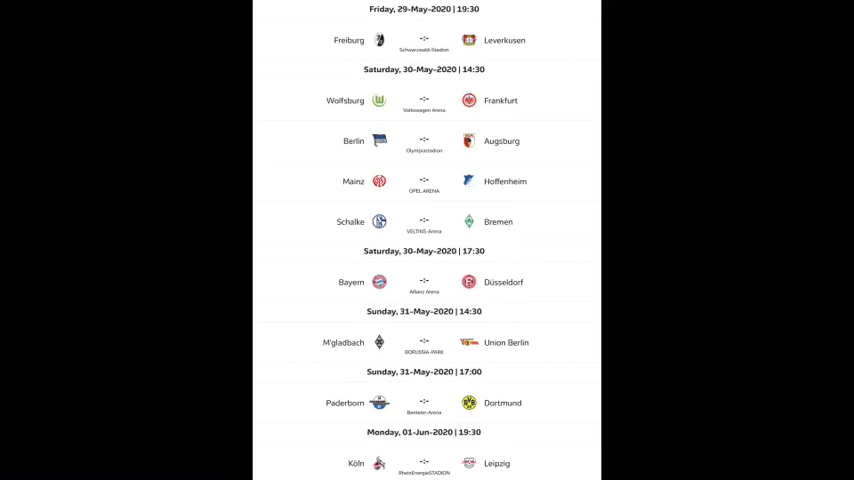 Friday, 29-May-2020 | 19:30
Freiburg -:- Leverkusen
Schwarzwald-Stadion
Saturday, 30-May-2020 | 14:30
Wolfsburg -:- Frankfurt
Volkswagen Arena
Berlin -:- Augsburg
Olympiastadion
Mainz -:- Hoffenheim
OPEL ARENA
Schalke -:- Bremen
VELTINS-Arena
Saturday, 30-May-2020 | 17:30
Bayern -:- Düsseldorf
Allianz Arena
Sunday, 31-May-2020 | 14:30
M'gladbach -:- Union Berlin
BORUSSIA-PARK
Sunday, 31-May-2020 | 17:00
Paderborn -:- Dortmund
Benteler-Arena
Monday, 01-Jun-2020 | 19:30
Köln -:- Leipzig
RheinEnergieSTADION